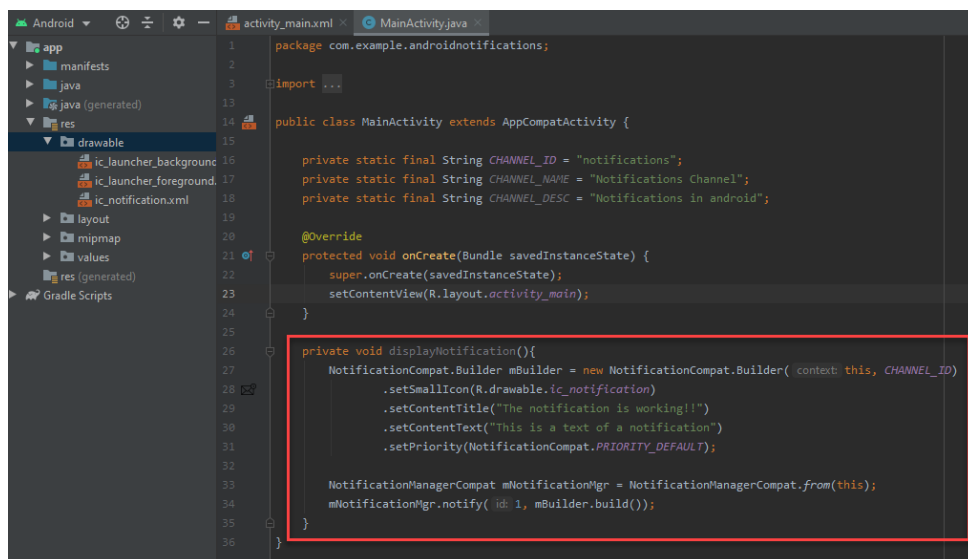 Android
activity_main.xml
MainActivity.java
app
manifests
java
java (generated)
res
drawable
ic_launcher_background
ic_launcher_foreground.
ic_notification.xml
layout
mipmap
values
res (generated)
Gradle Scripts
1 package com.example.androidnotifications;
2
3 import ...
13
14 public class MainActivity extends AppCompatActivity {
15
16 private static final String CHANNEL_ID = "notifications";
17 private static final String CHANNEL_NAME = "Notifications Channel";
18 private static final String CHANNEL_DESC = "Notifications in android";
19
20 @Override
21 protected void onCreate(Bundle savedInstanceState) {
22 super.onCreate(savedInstanceState);
23 setContentView(R.layout.activity_main);
24 }
25
26 private void displayNotification(){
27 NotificationCompat.Builder mBuilder = new NotificationCompat.Builder( context: this, CHANNEL_ID)
28 .setSmallIcon(R.drawable.ic_notification)
29 .setContentTitle("The notification is working!!")
30 .setContentText("This is a text of a notification")
31 .setPriority(NotificationCompat.PRIORITY_DEFAULT);
32
33 NotificationManagerCompat mNotificationMgr = NotificationManagerCompat.from(this);
34 mNotificationMgr.notify( id: 1, mBuilder.build());
35 }
36 }